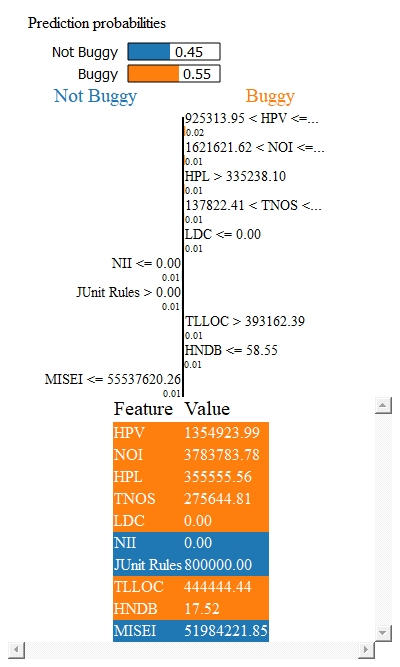 Prediction probabilities
Not Buggy 0.45
Buggy 0.55
Not Buggy Buggy
925313.95 < HPV <=...
0.02
1621621.62 < NOI <=...
0.01
HPL > 335238.10
0.01
137822.41 < TNOS <...
0.01
LDC <= 0.00
0.01
NII <= 0.00
0.01
JUnit Rules > 0.00
0.01
TLLOC > 393162.39
0.01
HNDB <= 58.55
0.01
MISEI <= 55537620.26
0.01
Feature Value
HPV 1354923.99
NOI 3783783.78
HPL 355555.56
TNOS 275644.81
LDC 0.00
NII 0.00
JUnit Rules 800000.00
TLLOC 444444.44
HNDB 17.52
MISEI 51984221.85